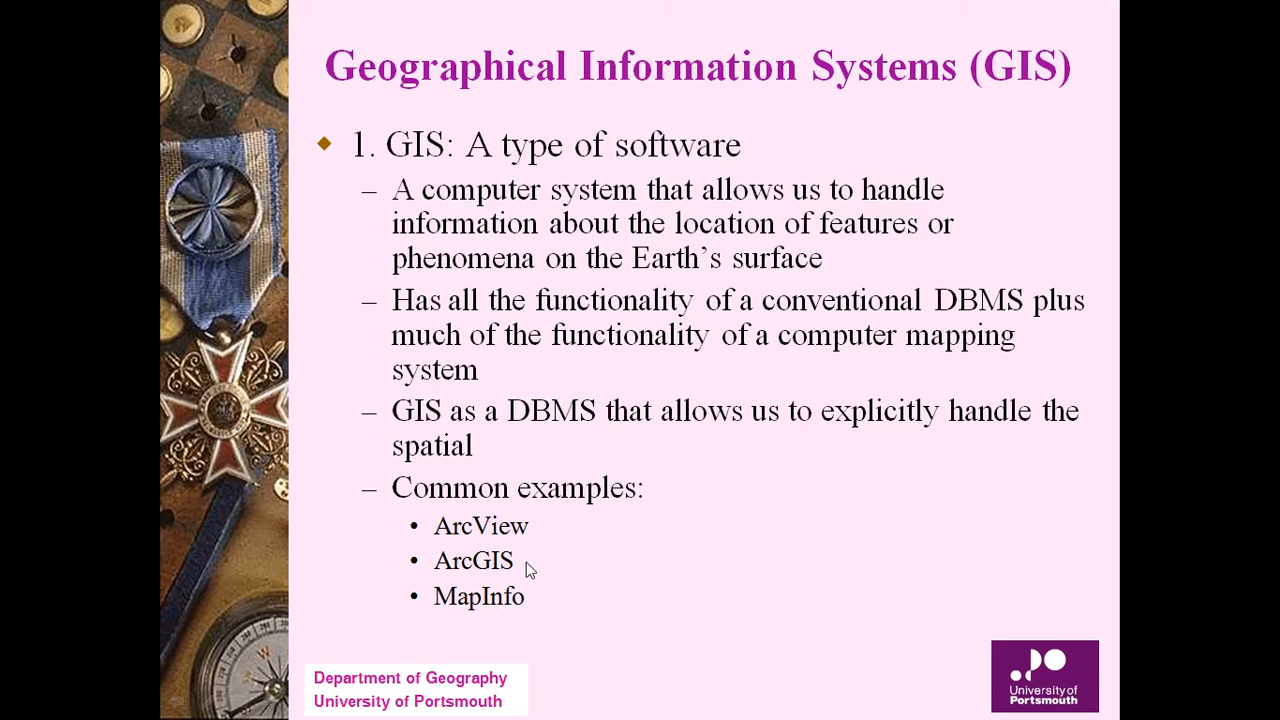 Geographical Information Systems (GIS)
1. GIS: A type of software
– A computer system that allows us to handle
information about the location of features or
phenomena on the Earth's surface
– Has all the functionality of a conventional DBMS plus
much of the functionality of a computer mapping
system
– GIS as a DBMS that allows us to explicitly handle the
spatial
– Common examples:
• ArcView
• ArcGIS
• MapInfo
Department of Geography
University of Portsmouth
University of
Portsmouth